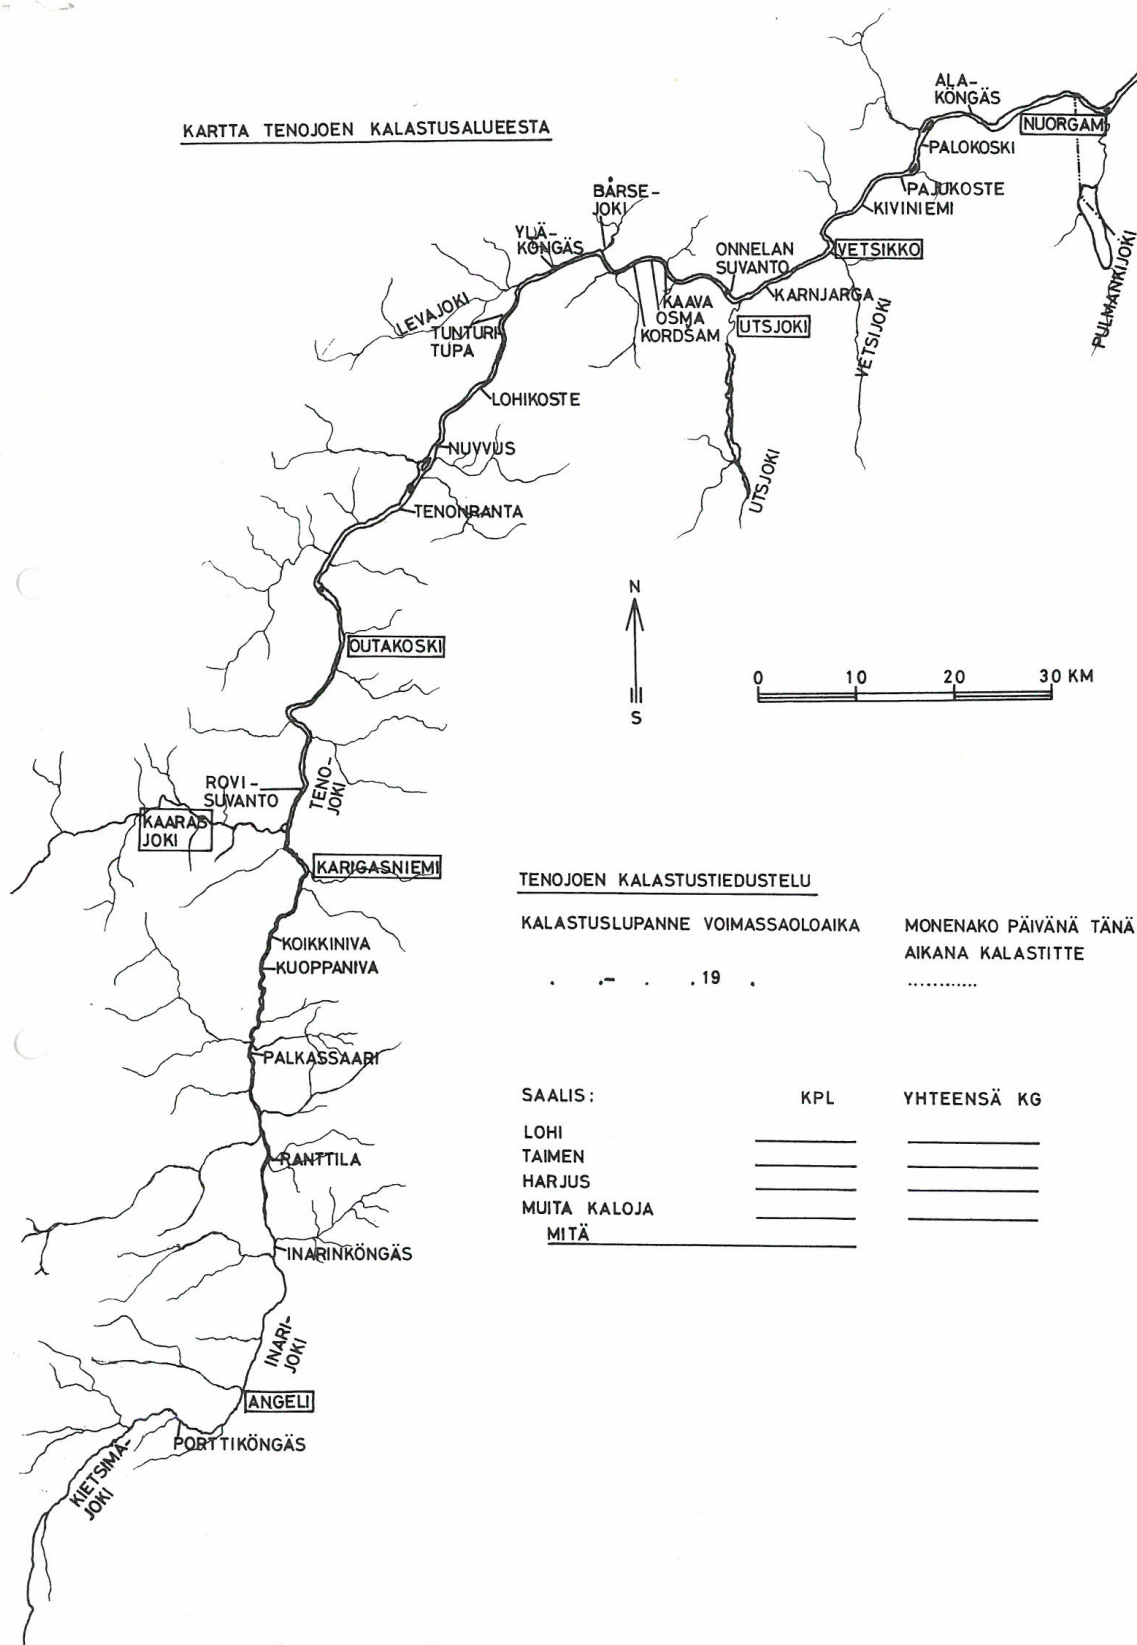 KARTTA TENOJOEN KALASTUSALUEESTA
ALA-
KÖNGÄS
NUORGAM
PALOKOSKI
PAJUKOSTE
KIVINIEMI
BÅRSE-
JOKI
YLÄ-
KÖNGÄS
ONNELAN
SUVANTO
VETSIKKO
PULMANKIJOKI
KARNJARGA
KAAVA
OSMA
KORDSAM
UTSJOKI
VETSIJOKI
LEVAJOKI
TUNTURI
TUPA
LOHIKOSTE
NUVVUS
UTSJOKI
TENONRANTA
N
S
OUTAKOSKI
0 10 20 30 KM
TENO-
JOKI
ROVI-
SUVANTO
KAARAS
JOKI
KARIGASNIEMI
KOIKKINIVA
KUOPPANIVA
PALKASSAARI
RANTTILA
INARINKÖNGÄS
INARI-
JOKI
ANGELI
PORTTIKÖNGÄS
KIETSIMÄ-
JOKI
TENOJOEN KALASTUSTIEDUSTELU
KALASTUSLUPANNE VOIMASSAOLOAIKA
. .- . .19 .
MONENAKO PÄIVÄNÄ TÄNÄ
AIKANA KALASTITTE
............
SAALIS: KPL YHTEENSÄ KG
LOHI
TAIMEN
HARJUS
MUITA KALOJA
MITÄ